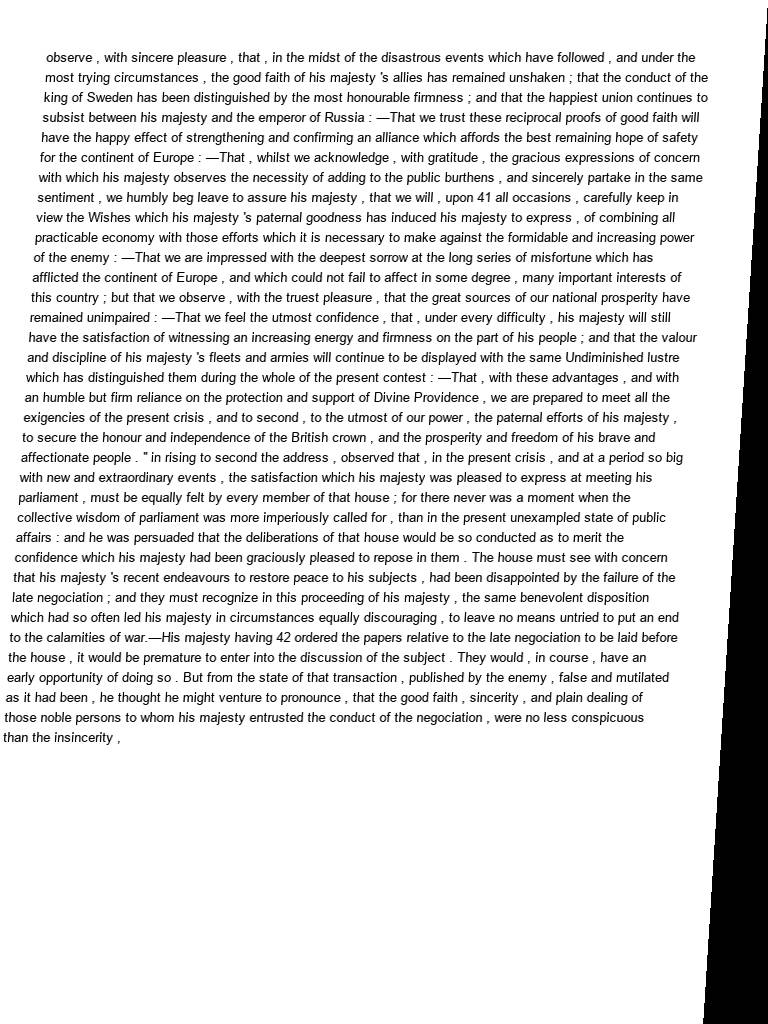 observe , with sincere pleasure , that , in the midst of the disastrous events which have followed , and under the
most trying circumstances , the good faith of his majesty 's allies has remained unshaken ; that the conduct of the
king of Sweden has been distinguished by the most honourable firmness ; and that the happiest union continues to
subsist between his majesty and the emperor of Russia : —That we trust these reciprocal proofs of good faith will
have the happy effect of strengthening and confirming an alliance which affords the best remaining hope of safety
for the continent of Europe : —That , whilst we acknowledge , with gratitude , the gracious expressions of concern
with which his majesty observes the necessity of adding to the public burthens , and sincerely partake in the same
sentiment , we humbly beg leave to assure his majesty , that we will , upon 41 all occasions , carefully keep in
view the Wishes which his majesty 's paternal goodness has induced his majesty to express , of combining all
practicable economy with those efforts which it is necessary to make against the formidable and increasing power
of the enemy : —That we are impressed with the deepest sorrow at the long series of misfortune which has
afflicted the continent of Europe , and which could not fail to affect in some degree , many important interests of
this country ; but that we observe , with the truest pleasure , that the great sources of our national prosperity have
remained unimpaired : —That we feel the utmost confidence , that , under every difficulty , his majesty will still
have the satisfaction of witnessing an increasing energy and firmness on the part of his people ; and that the valour
and discipline of his majesty 's fleets and armies will continue to be displayed with the same Undiminished lustre
which has distinguished them during the whole of the present contest : —That , with these advantages , and with
an humble but firm reliance on the protection and support of Divine Providence , we are prepared to meet all the
exigencies of the present crisis , and to second , to the utmost of our power , the paternal efforts of his majesty ,
to secure the honour and independence of the British crown , and the prosperity and freedom of his brave and
affectionate people . " in rising to second the address , observed that , in the present crisis , and at a period so big
with new and extraordinary events , the satisfaction which his majesty was pleased to express at meeting his
parliament , must be equally felt by every member of that house ; for there never was a moment when the
collective wisdom of parliament was more imperiously called for , than in the present unexampled state of public
affairs : and he was persuaded that the deliberations of that house would be so conducted as to merit the
confidence which his majesty had been graciously pleased to repose in them . The house must see with concern
that his majesty 's recent endeavours to restore peace to his subjects , had been disappointed by the failure of the
late negociation ; and they must recognize in this proceeding of his majesty , the same benevolent disposition
which had so often led his majesty in circumstances equally discouraging , to leave no means untried to put an end
to the calamities of war.—His majesty having 42 ordered the papers relative to the late negociation to be laid before
the house , it would be premature to enter into the discussion of the subject . They would , in course , have an
early opportunity of doing so . But from the state of that transaction , published by the enemy , false and mutilated
as it had been , he thought he might venture to pronounce , that the good faith , sincerity , and plain dealing of
those noble persons to whom his majesty entrusted the conduct of the negociation , were no less conspicuous
than the insincerity ,